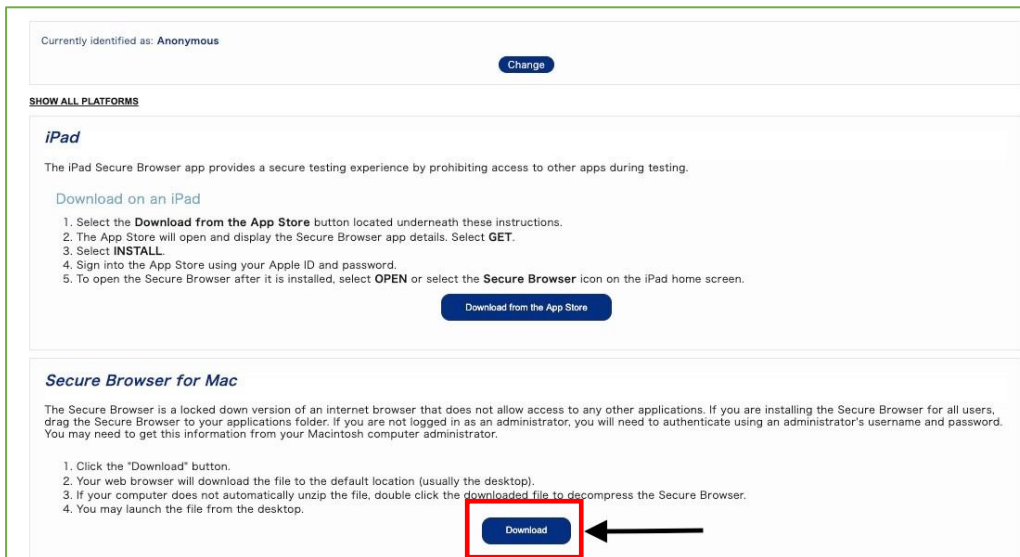 Currently identified as: Anonymous
Change
SHOW ALL PLATFORMS
iPad
The iPad Secure Browser app provides a secure testing experience by prohibiting access to other apps during testing.
Download on an iPad
1. Select the Download from the App Store button located underneath these instructions.
2. The App Store will open and display the Secure Browser app details. Select GET.
3. Select INSTALL.
4. Sign into the App Store using your Apple ID and password.
5. To open the Secure Browser after it is installed, select OPEN or select the Secure Browser icon on the iPad home screen.
Download from the App Store
Secure Browser for Mac
The Secure Browser is a locked down version of an internet browser that does not allow access to any other applications. If you are installing the Secure Browser for all users,
drag the Secure Browser to your applications folder. If you are not logged in as an administrator, you will need to authenticate using an administrator's username and password.
You may need to get this information from your Macintosh computer administrator.
1. Click the "Download" button.
2. Your web browser will download the file to the default location (usually the desktop).
3. If your computer does not automatically unzip the file, double click the downloaded file to decompress the Secure Browser.
4. You may launch the file from the desktop.
Download